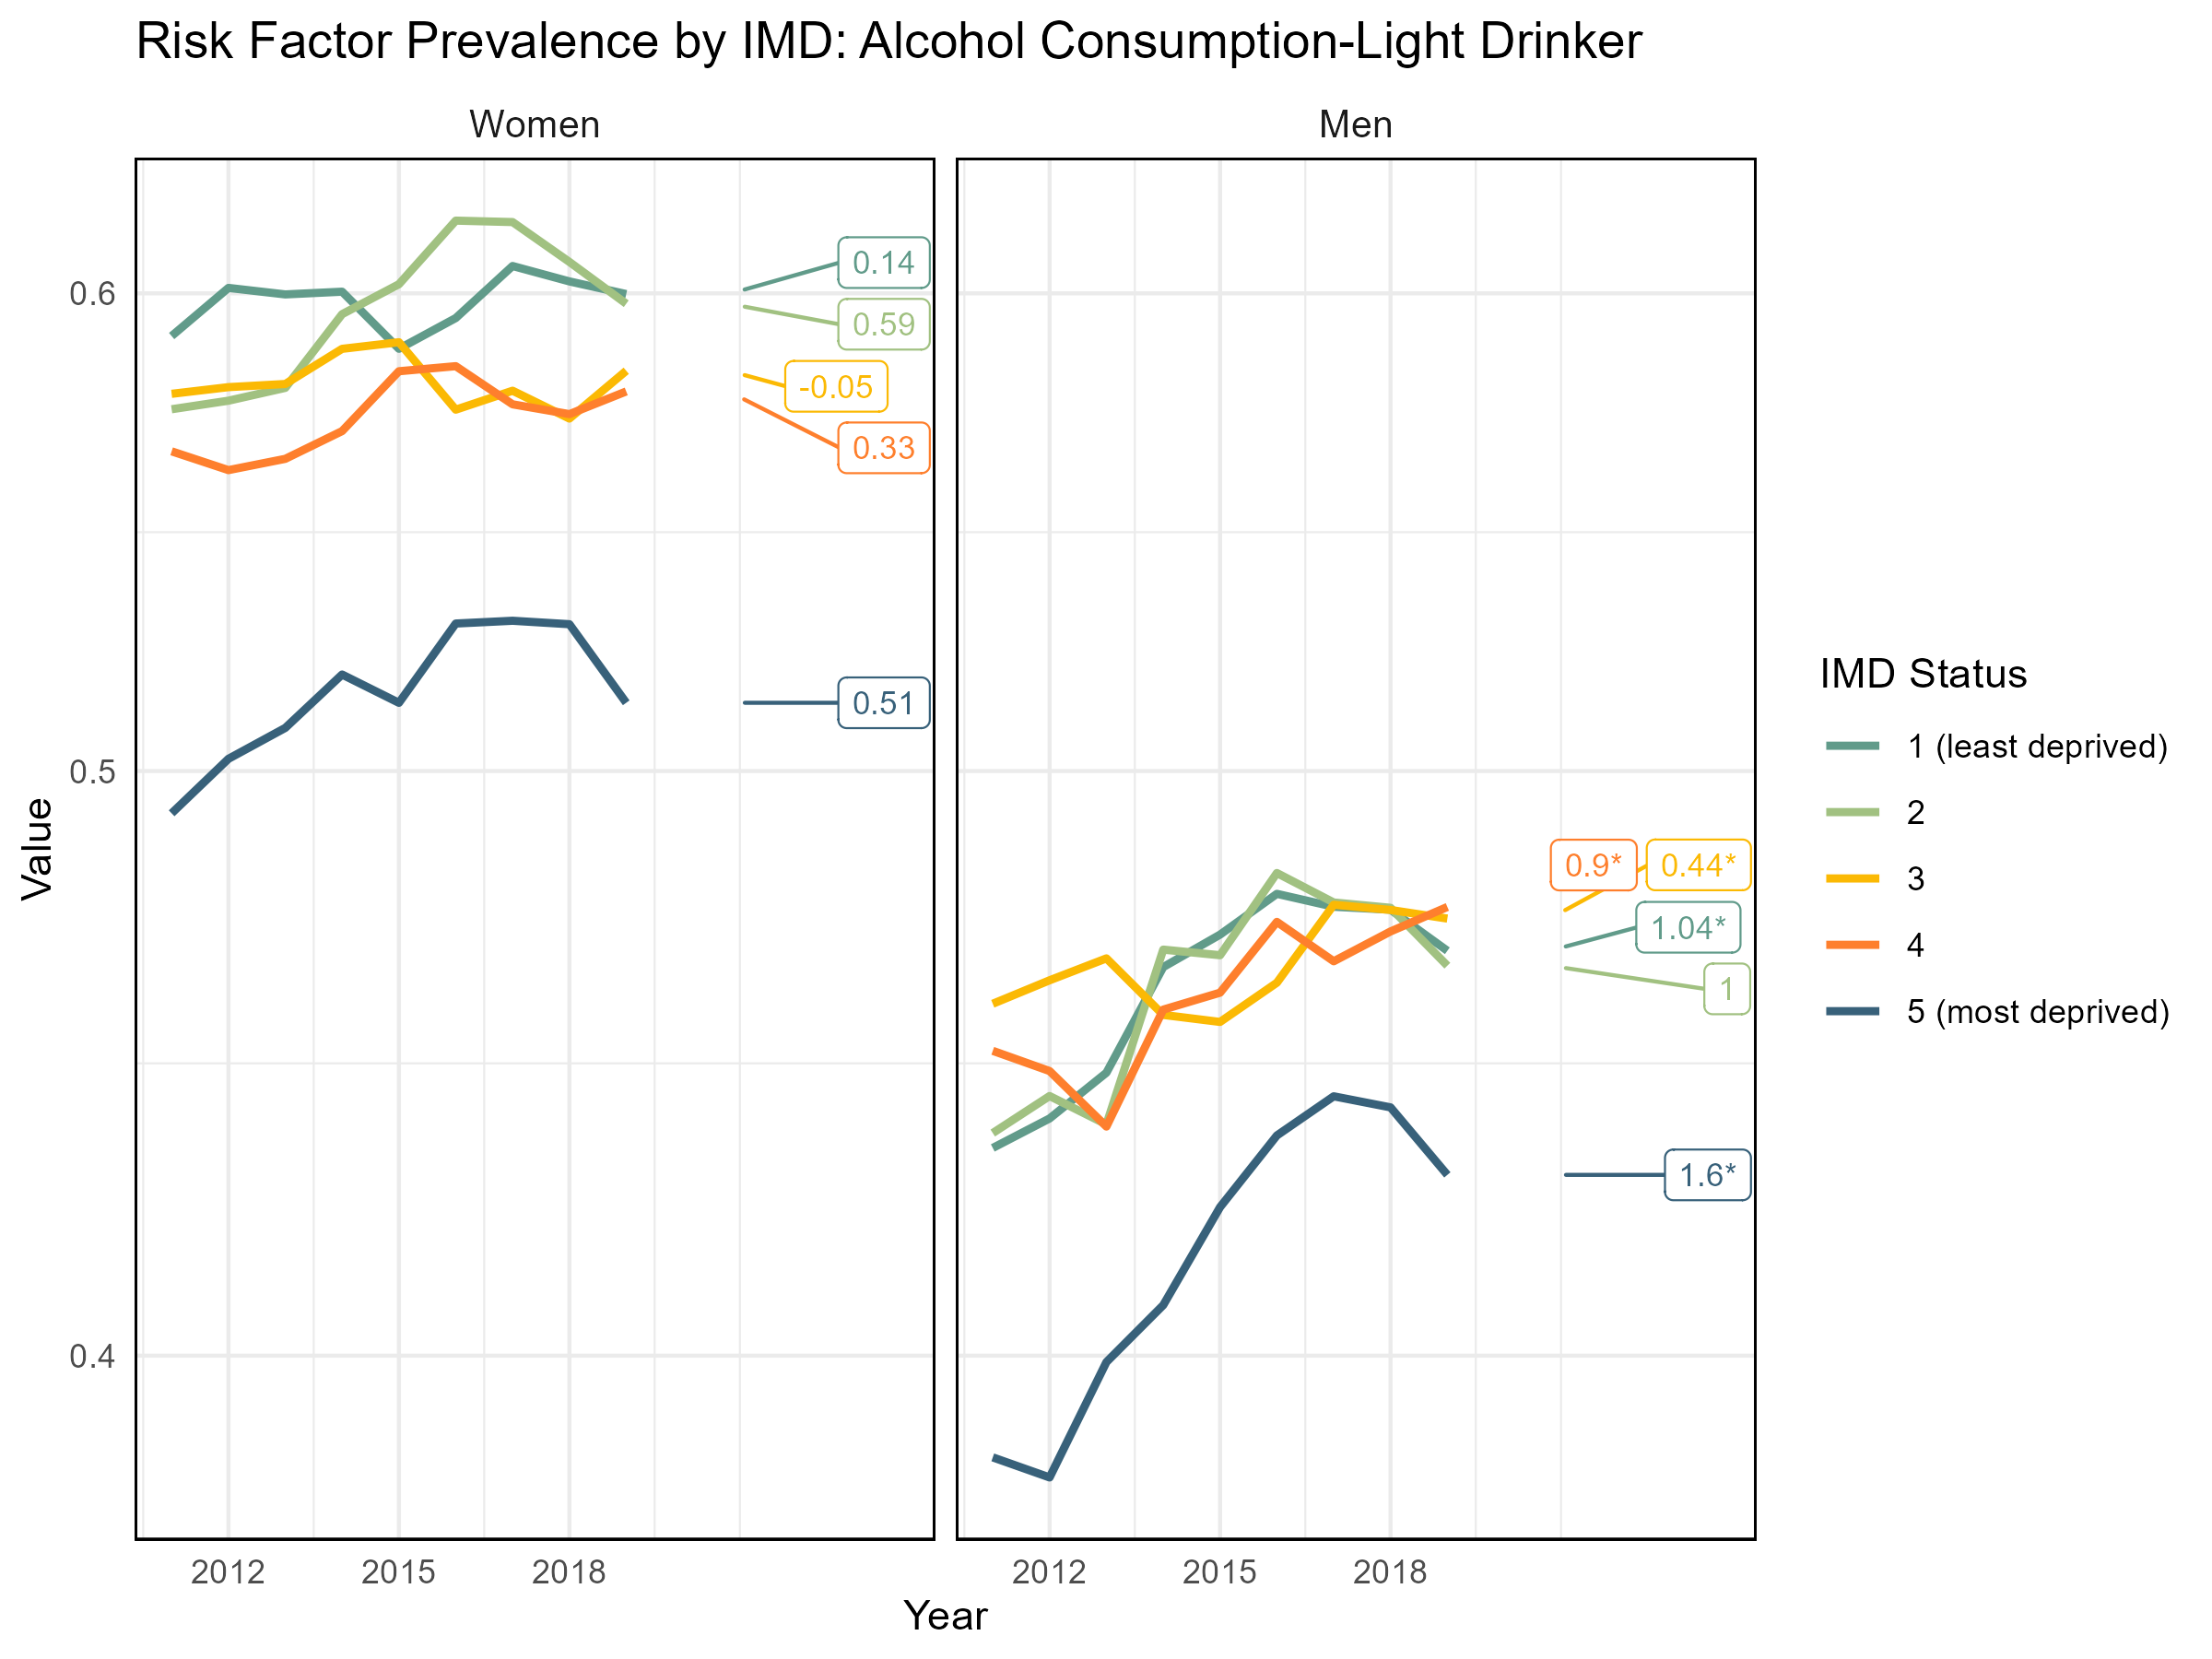 Risk Factor Prevalence by IMD: Alcohol Consumption-Light Drinker
Women
Men
0.6
0.5
0.4
Value
0.14
0.59
-0.05
0.33
0.51
0.9*
0.44*
1.04*
1
1.6*
2012
2015
2018
2012
2015
2018
Year
IMD Status
1 (least deprived)
2
3
4
5 (most deprived)